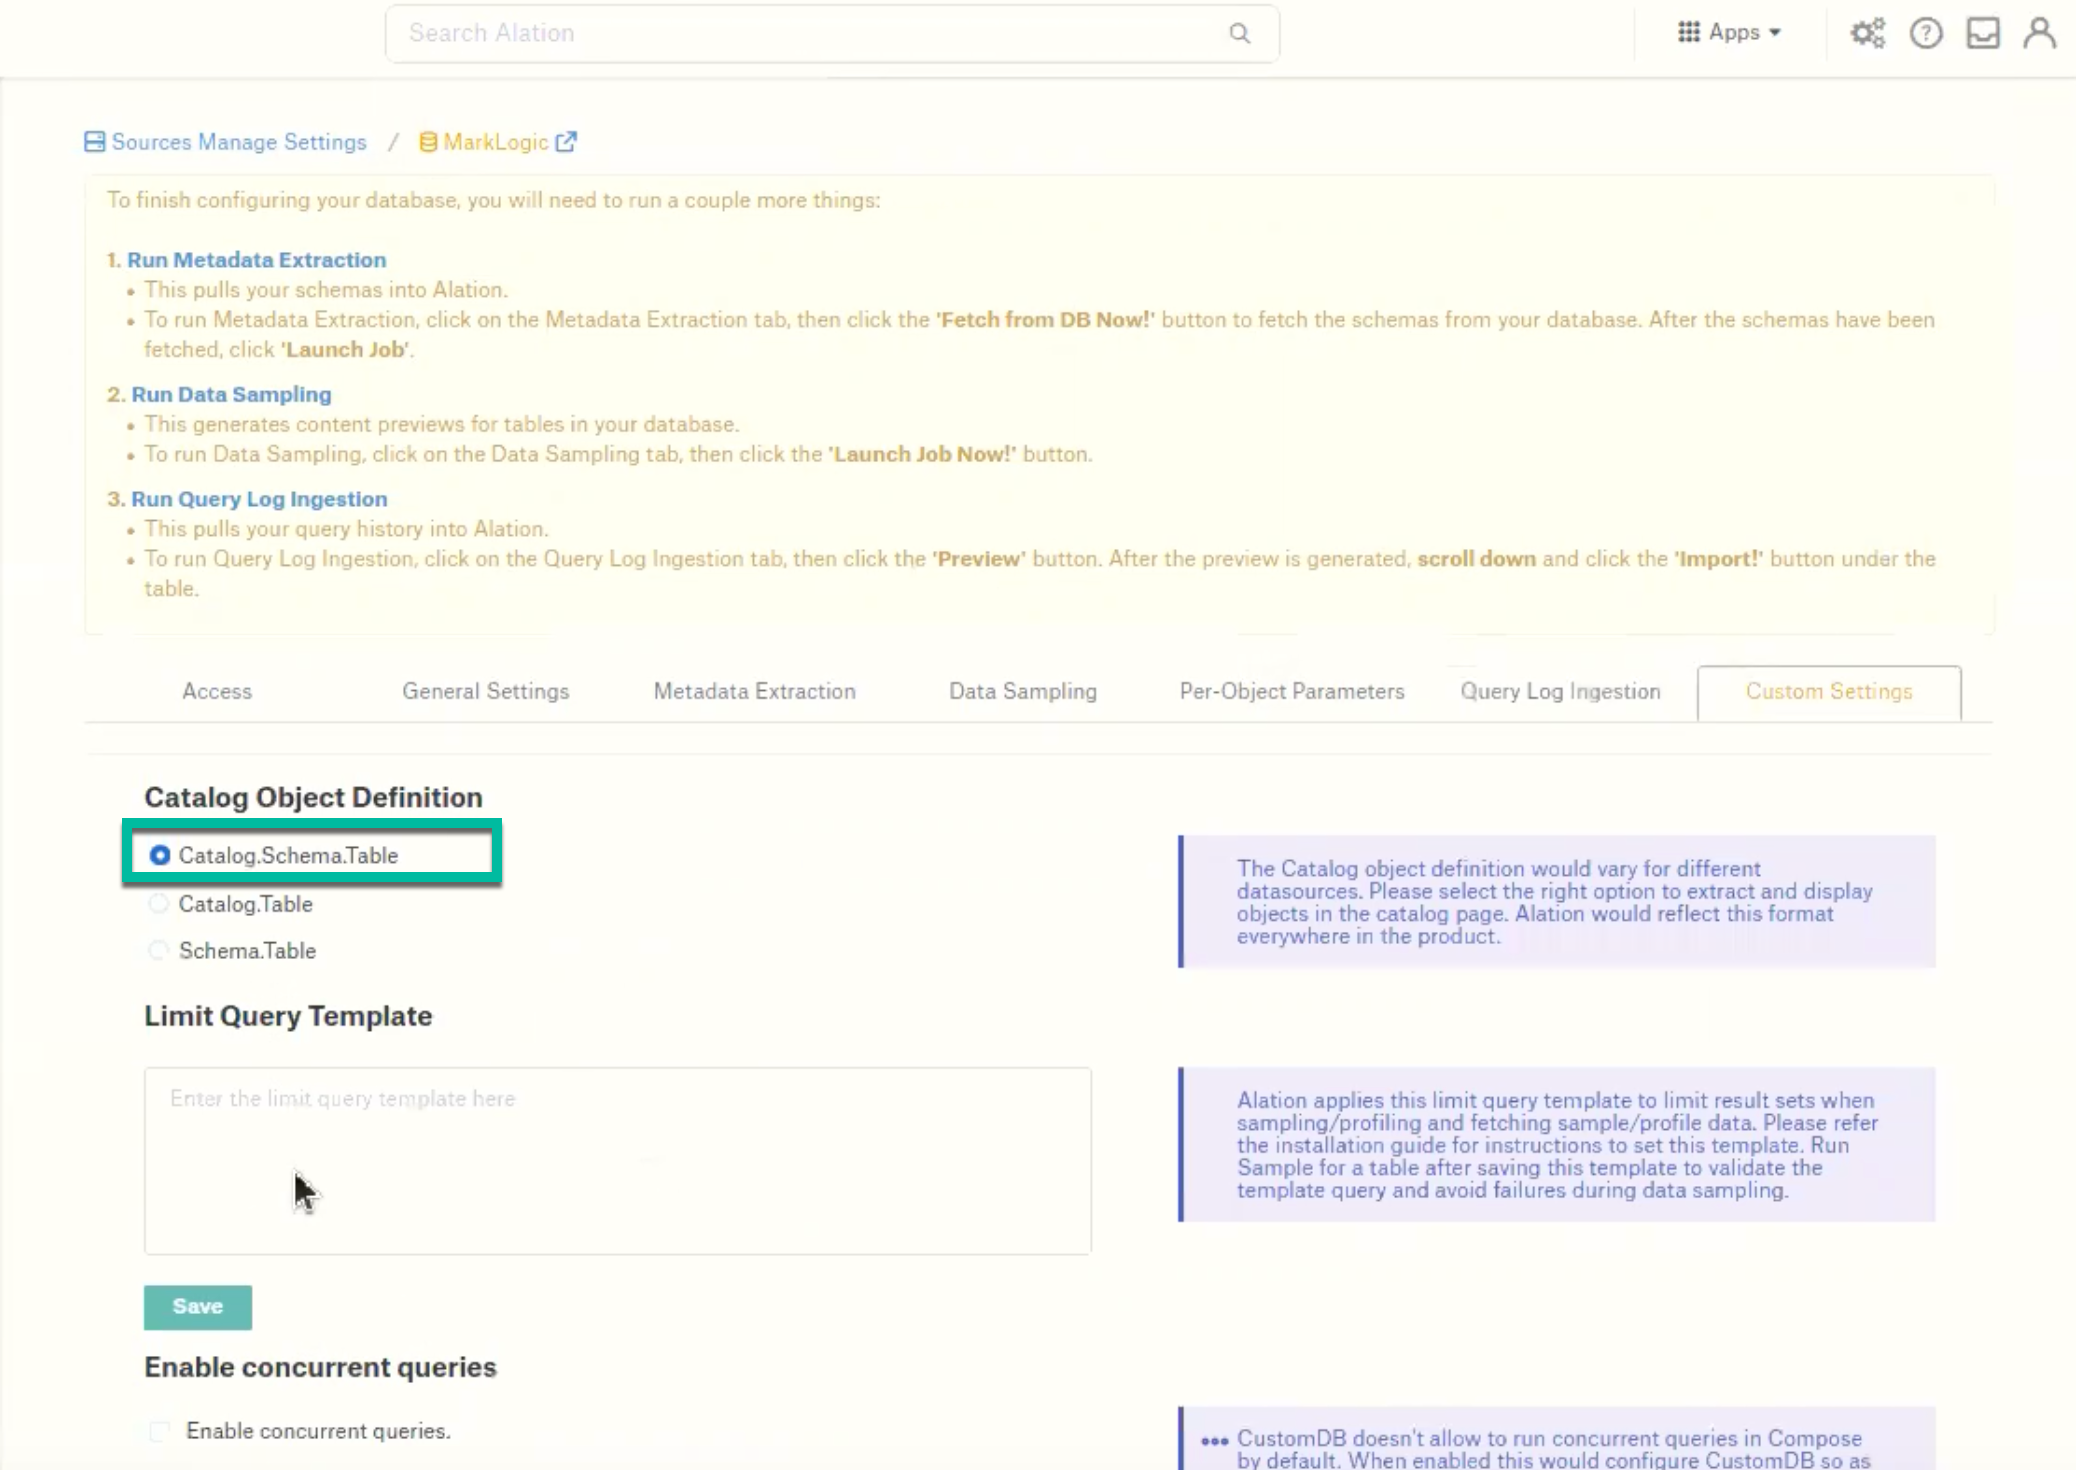 Search Alation
Apps
Sources Manage Settings / MarkLogic
To finish configuring your database, you will need to run a couple more things:
1. Run Metadata Extraction
• This pulls your schemas into Alation.
• To run Metadata Extraction, click on the Metadata Extraction tab, then click the 'Fetch from DB Now!' button to fetch the schemas from your database. After the schemas have been
fetched, click 'Launch Job'.
2. Run Data Sampling
• This generates content previews for tables in your database.
• To run Data Sampling, click on the Data Sampling tab, then click the 'Launch Job Now!' button.
3. Run Query Log Ingestion
• This pulls your query history into Alation.
• To run Query Log Ingestion, click on the Query Log Ingestion tab, then click the 'Preview' button. After the preview is generated, scroll down and click the 'Import!' button under the
table.
Access General Settings Metadata Extraction Data Sampling Per-Object Parameters Query Log Ingestion Custom Settings
Catalog Object Definition
Catalog.Schema.Table
Catalog.Table
Schema.Table
The Catalog object definition would vary for different
datasources. Please select the right option to extract and display
objects in the catalog page. Alation would reflect this format
everywhere in the product.
Limit Query Template
Enter the limit query template here
Alation applies this limit query template to limit result sets when
sampling/profiling and fetching sample/profile data. Please refer
the installation guide for instructions to set this template. Run
Sample for a table after saving this template to validate the
template query and avoid failures during data sampling.
Save
Enable concurrent queries
Enable concurrent queries.
CustomDB doesn't allow to run concurrent queries in Compose
by default. When enabled this would configure CustomDB so as